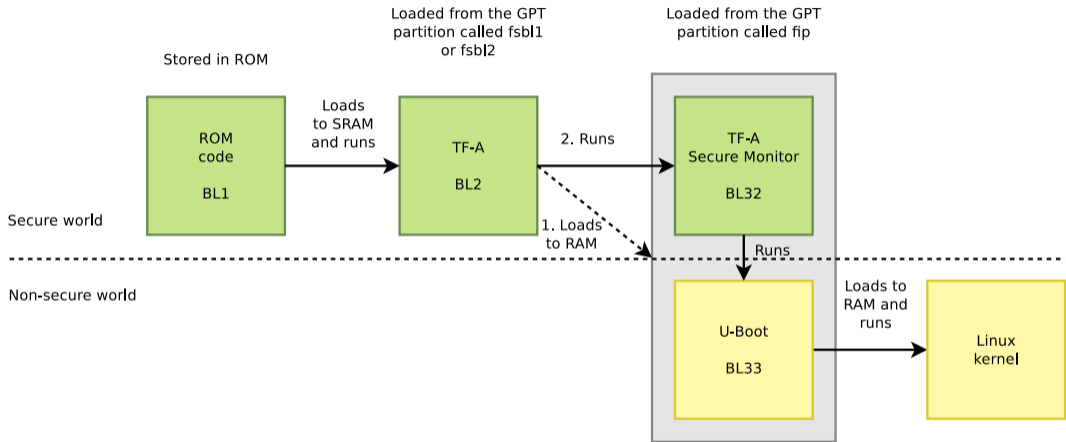 Loaded from the GPT
partition called fsbl1
or fsbl2
Loaded from the GPT
partition called fip
Stored in ROM
ROM
code
BL1
Loads
to SRAM
and runs
TF-A
BL2
2. Runs
TF-A
Secure Monitor
BL32
1. Loads
to RAM
Secure world
Runs
Non-secure world
U-Boot
BL33
Loads to
RAM and
runs
Linux
kernel